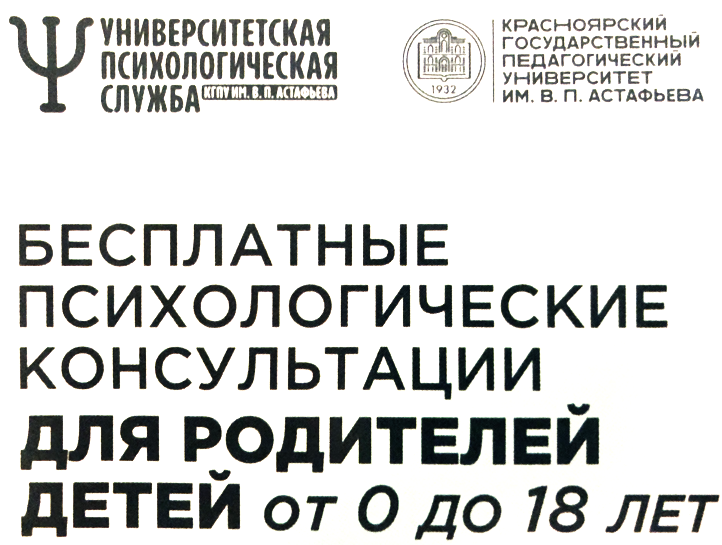 УНИВЕРСИТЕТСКАЯ
ПСИХОЛОГИЧЕСКАЯ
СЛУЖБА КГПУ ИМ. В. П. АСТАФЬЕВА
1932
КРАСНОЯРСКИЙ
ГОСУДАРСТВЕННЫЙ
ПЕДАГОГИЧЕСКИЙ
УНИВЕРСИТЕТ
ИМ. В. П. АСТАФЬЕВА
БЕСПЛАТНЫЕ
ПСИХОЛОГИЧЕСКИЕ
КОНСУЛЬТАЦИИ
ДЛЯ РОДИТЕЛЕЙ
ДЕТЕЙ ОТ 0 ДО 18 ЛЕТ